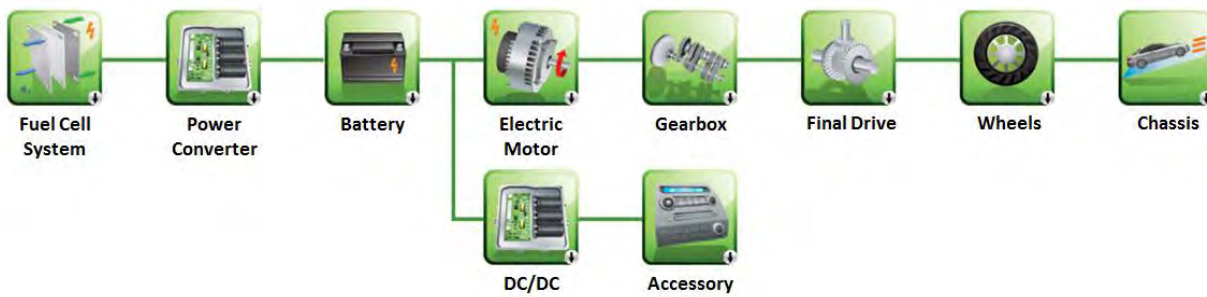 Fuel Cell
System
Power
Converter
Battery
Electric
Motor
Gearbox
Final Drive
Wheels
Chassis
DC/DC
Accessory